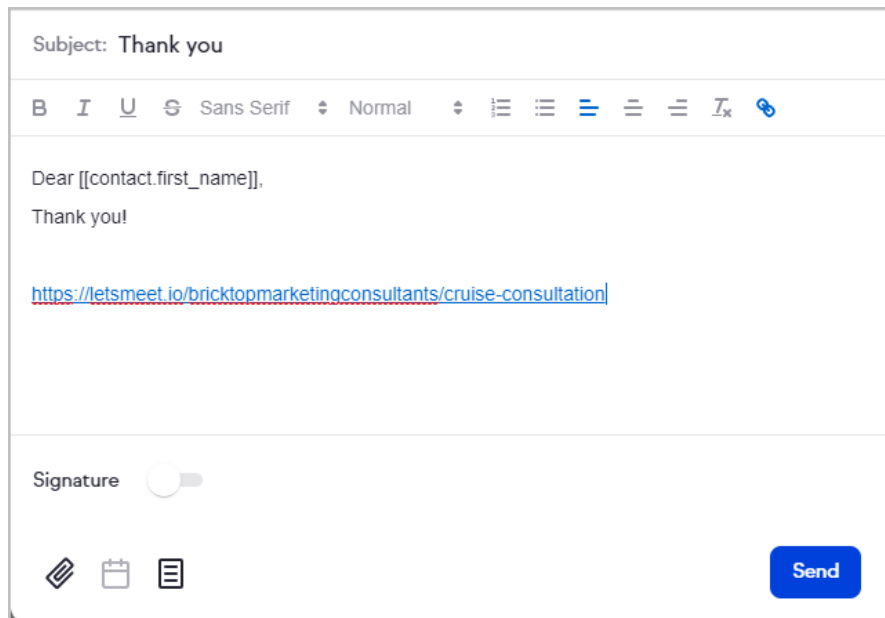 Subject: Thank you
B I U S Sans Serif Normal
Dear [[contact.first_name]],
Thank you!
https://letsmeet.io/bricktopmarketingconsultants/cruise-consultation
Signature
Send